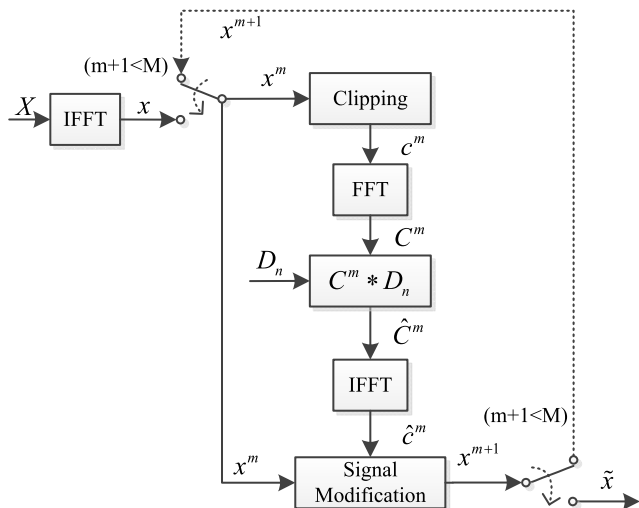 x^{m+1}
(m+1<M)
x^m
Clipping
X
IFFT
x
c^m
FFT
C^m
D_n
C^m * D_n
Ĉ^m
IFFT
(m+1<M)
ĉ^m
x^m
Signal
Modification
x^{m+1}
x̃